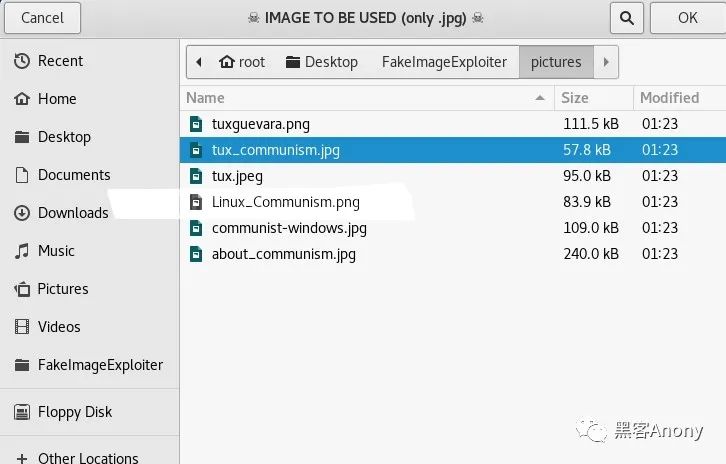 Cancel
☠ IMAGE TO BE USED (only .jpg) ☠
OK
Recent
Home
Desktop
Documents
Downloads
Music
Pictures
Videos
FakeImageExploiter
Floppy Disk
Other Locations
root Desktop FakeImageExploiter pictures
Name Size Modified
tuxguevara.png 111.5 kB 01:23
tux_communism.jpg 57.8 kB 01:23
tux.jpeg 95.0 kB 01:23
Linux_Communism.png 83.9 kB 01:23
communist-windows.jpg 109.0 kB 01:23
about_communism.jpg 240.0 kB 01:23
黑客Anony